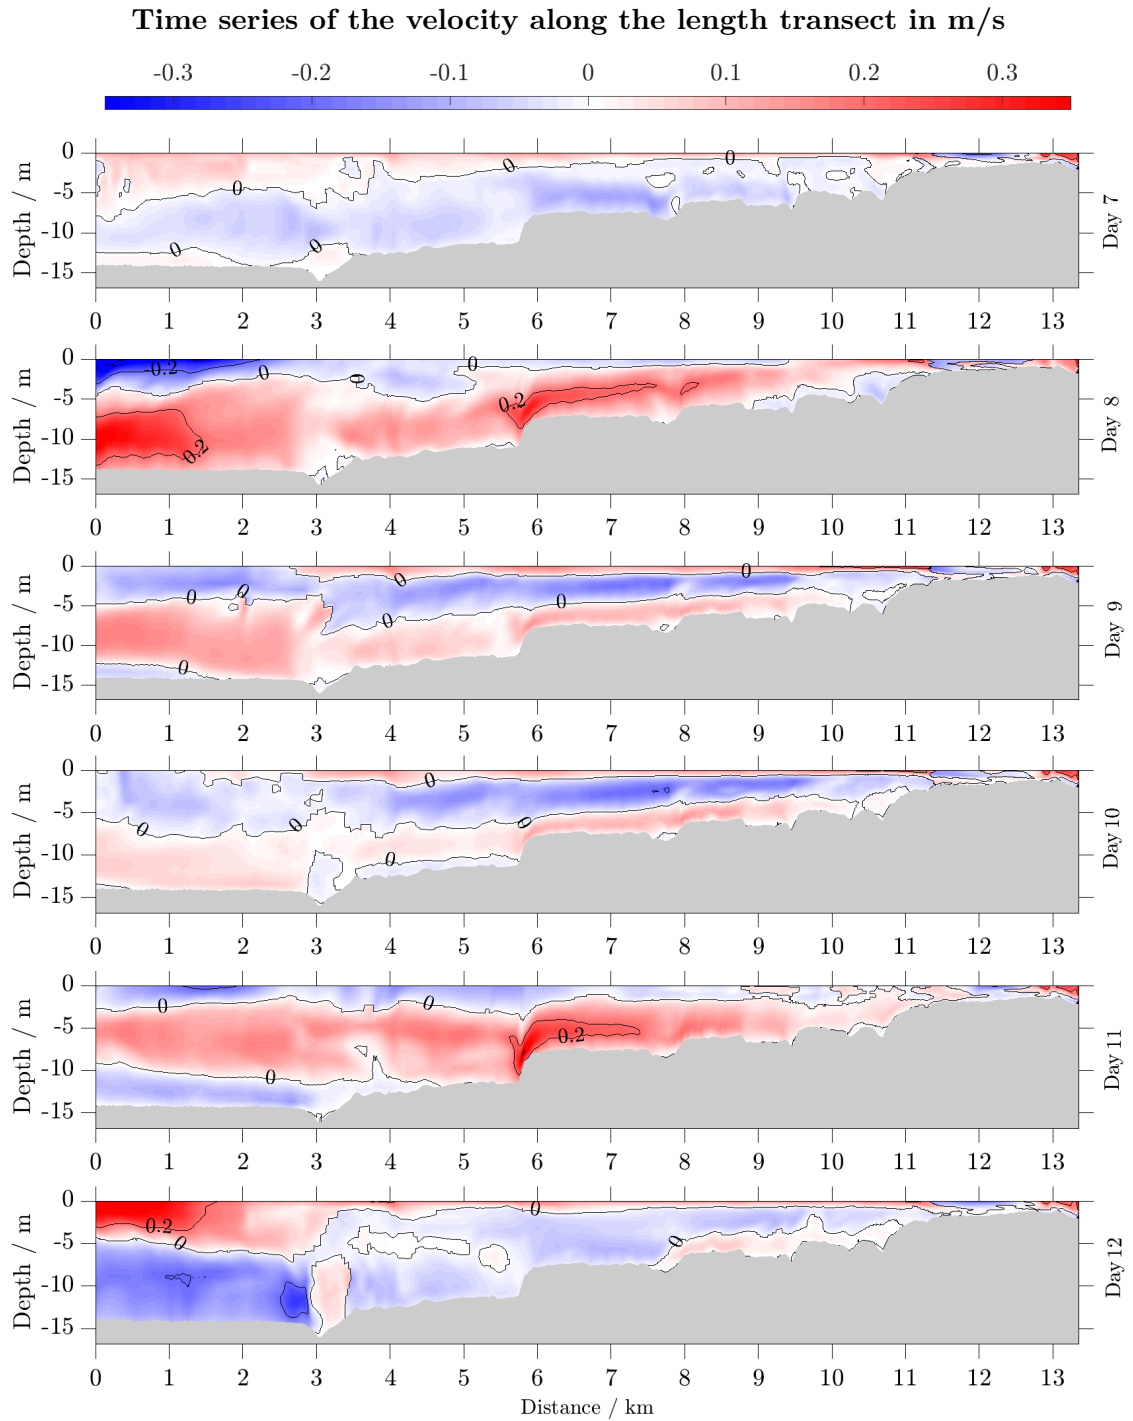 Time series of the velocity along the length transect in m/s
-0.3 -0.2 -0.1 0 0.1 0.2 0.3
0 -5 -10 -15
Depth / m
0 0 0 0 0
Day 7
0 1 2 3 4 5 6 7 8 9 10 11 12 13
0 -5 -10 -15
Depth / m
-0.2 0 0 0 0.2 0.2
Day 8
0 1 2 3 4 5 6 7 8 9 10 11 12 13
0 -5 -10 -15
Depth / m
0 0 0 0 0 0 0
Day 9
0 1 2 3 4 5 6 7 8 9 10 11 12 13
0 -5 -10 -15
Depth / m
0 0 0 0 0
Day 10
0 1 2 3 4 5 6 7 8 9 10 11 12 13
0 -5 -10 -15
Depth / m
0 0 0.2 0
Day 11
0 1 2 3 4 5 6 7 8 9 10 11 12 13
0 -5 -10 -15
Depth / m
0.2 0 0 0
Day 12
0 1 2 3 4 5 6 7 8 9 10 11 12 13
Distance / km